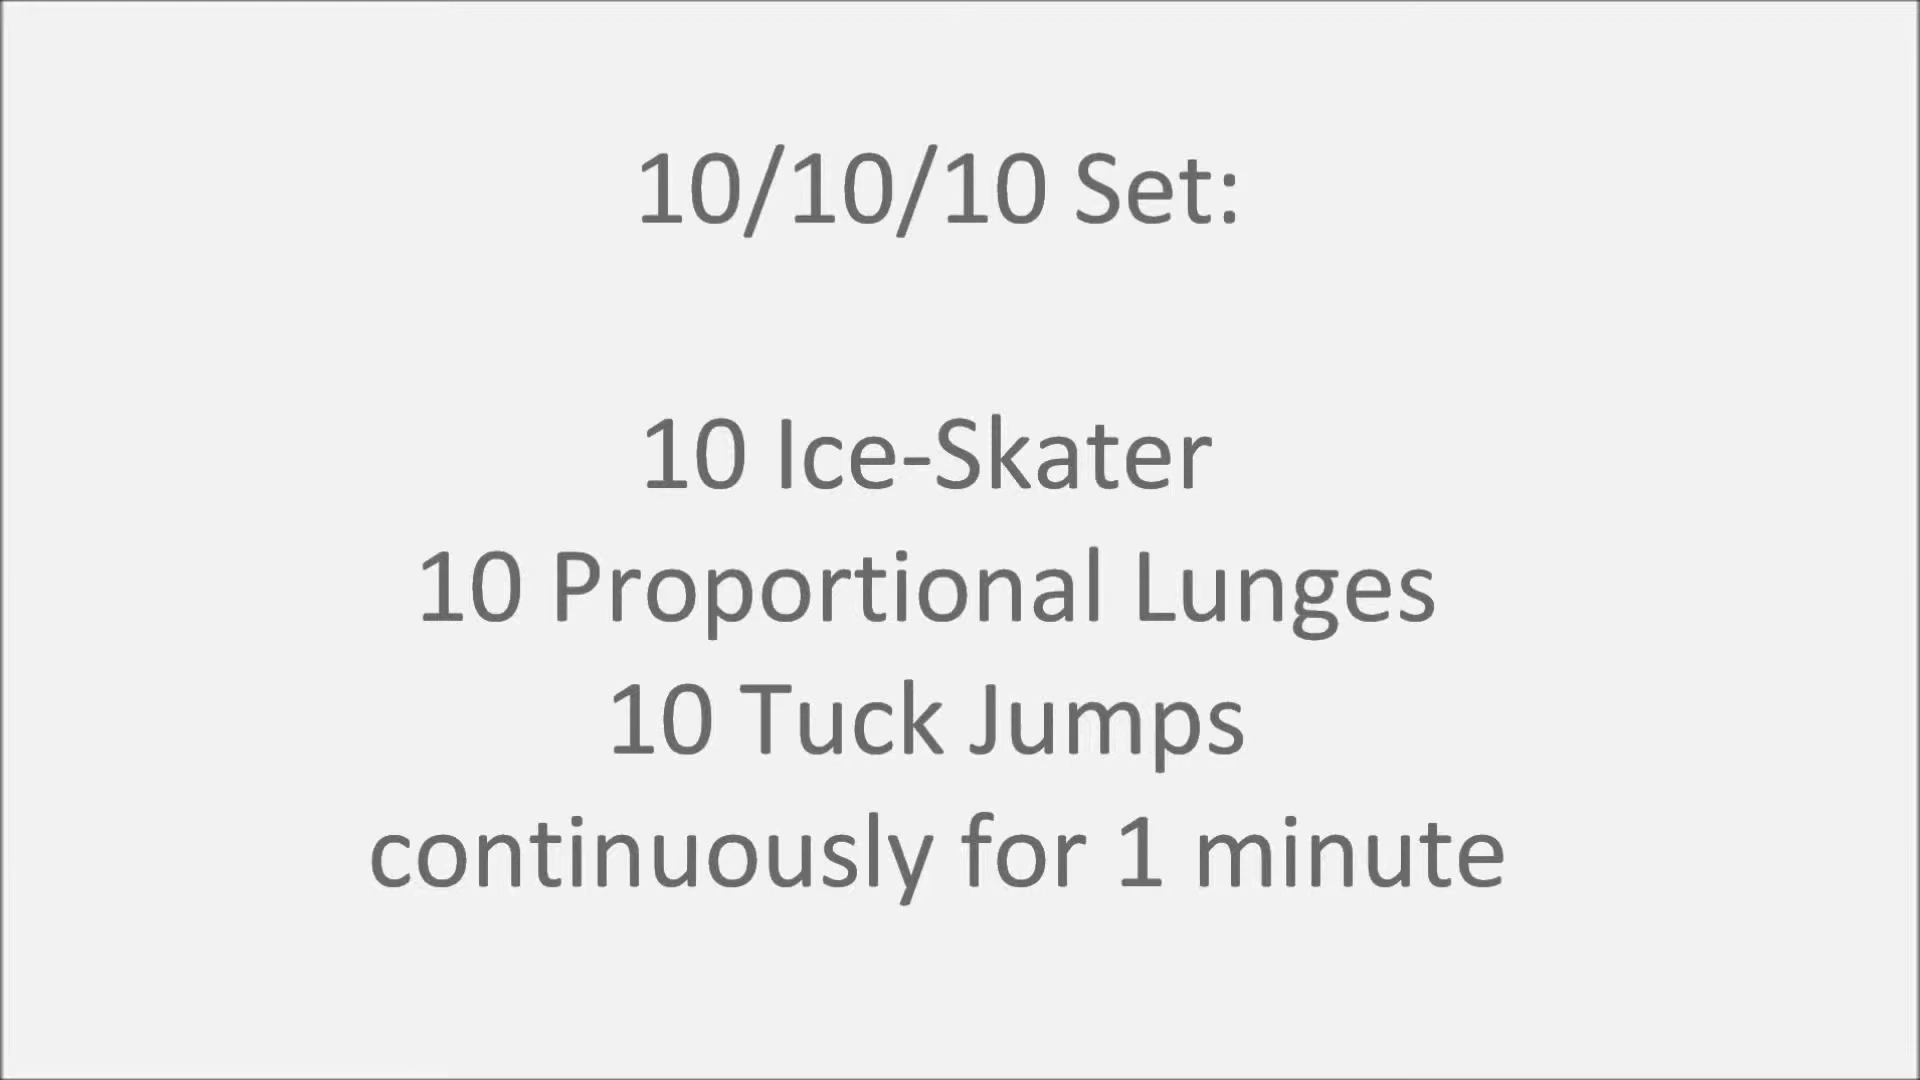 10/10/10 Set:
10 Ice-Skater
10 Proportional Lunges
10 Tuck Jumps
continuously for 1 minute